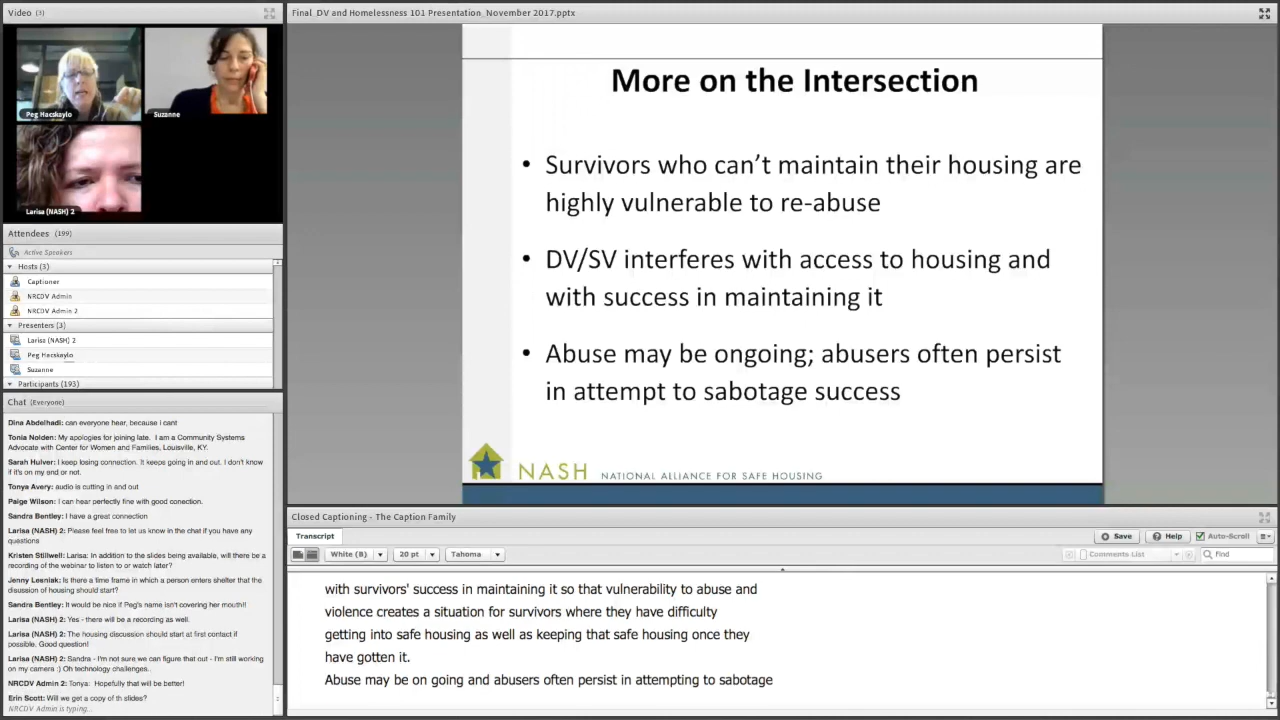 Video (3)
Peg Hacskaylo
Suzanne
Larisa (NASH) 2
Attendees (199)
Active Speakers
Hosts (3)
Captioner
NRCDV Admin
NRCDV Admin 2
Presenters (3)
Larisa (NASH) 2
Peg Hacskaylo
Suzanne
Participants (193)
Chat (Everyone)
Dina Abdelhadi: can everyone hear, because i cant
Tonia Nolden: My apologies for joining late. I am a Community Systems
Advocate with Center for Women and Families, Louisville, KY.
Sarah Hulver: I keep losing connection. It keeps going in and out. I don't know
if it's on my end or not.
Tonya Avery: audio is cutting in and out
Paige Wilson: I can hear perfectly fine with good conection.
Sandra Bentley: I have a great connection
Larisa (NASH) 2: Please feel free to let us know in the chat if you have any
questions
Kristen Stillwell: Larisa: In addition to the slides being available, will there be a
recording of the webinar to listen to or watch later?
Jenny Lesniak: Is there a time frame in which a person enters shelter that the
disussion of housing should start?
Sandra Bentley: It would be nice if Peg's name isn't covering her mouth!!
Larisa (NASH) 2: Yes - there will be a recording as well.
Larisa (NASH) 2: The housing discussion should start at first contact if
possible. Good question!
Larisa (NASH) 2: Sandra - I'm not sure we can figure that out - I'm still working
on my camera :) Oh technology challenges..
NRCDV Admin 2: Tonya: Hopefully that will be better!
Erin Scott: Will we get a copy of th slides?
NRCDV Admin is typing...
Final_DV and Homelessness 101 Presentation_November 2017.pptx
More on the Intersection
• Survivors who can’t maintain their housing are
highly vulnerable to re-abuse
• DV/SV interferes with access to housing and
with success in maintaining it
• Abuse may be ongoing; abusers often persist
in attempt to sabotage success
NASH NATIONAL ALLIANCE FOR SAFE HOUSING
Closed Captioning - The Caption Family
Transcript
Save
Help
Auto-Scroll
White (B)
20 pt
Tahoma
Comments List
Find
with survivors' success in maintaining it so that vulnerability to abuse and
violence creates a situation for survivors where they have difficulty
getting into safe housing as well as keeping that safe housing once they
have gotten it.
Abuse may be on going and abusers often persist in attempting to sabotage